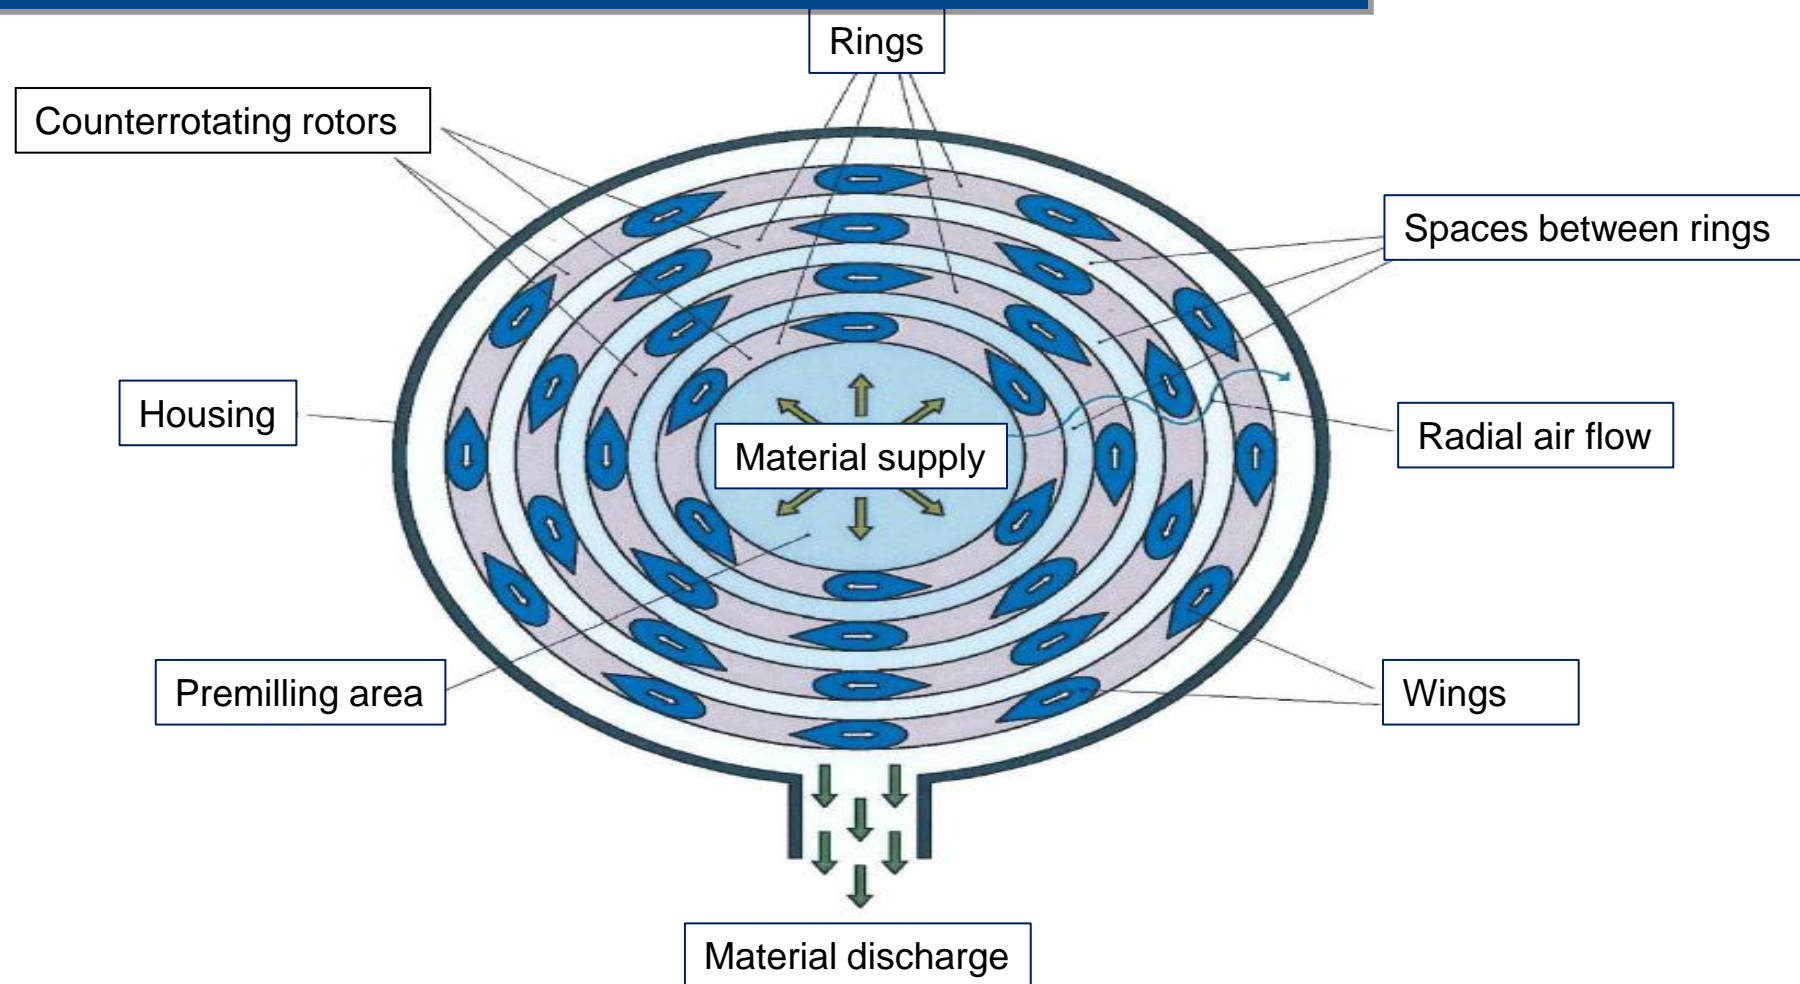 Rings
Counterrotating rotors
Spaces between rings
Housing
Radial air flow
Material supply
Premilling area
Wings
Material discharge